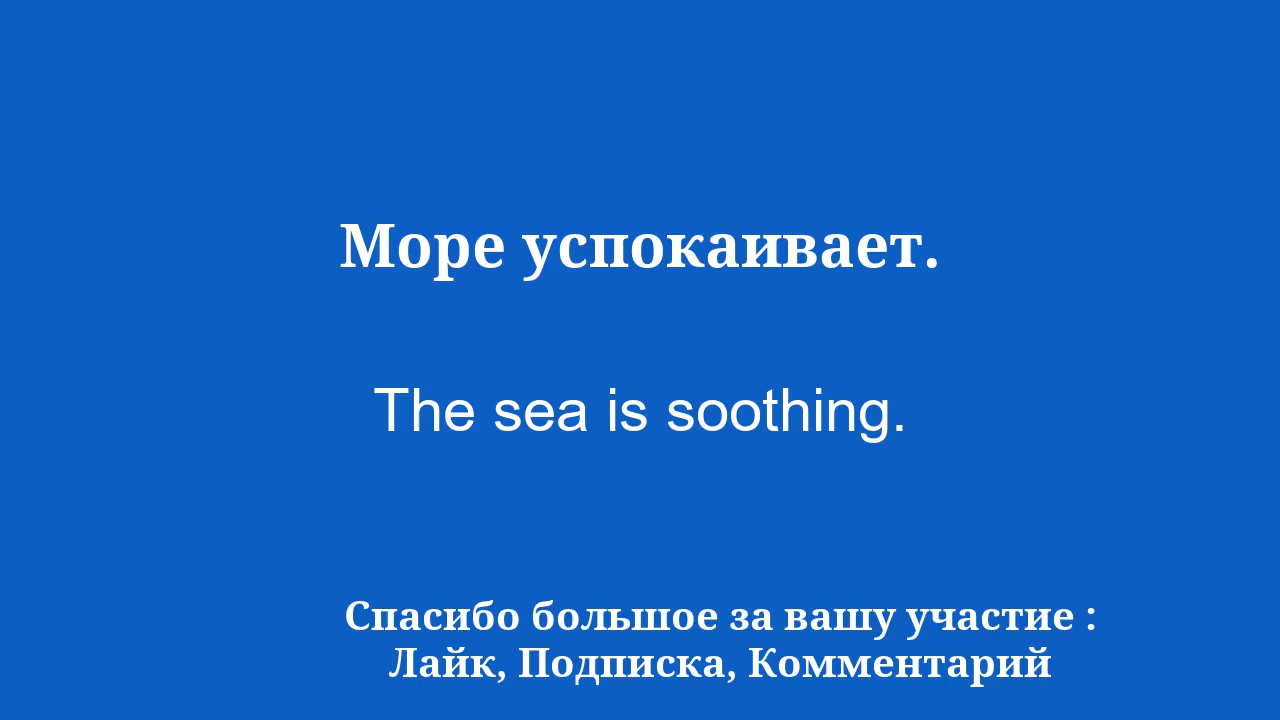 Море успокаивает.
The sea is soothing.
Спасибо большое за вашу участие :
Лайк, Подписка, Комментарий